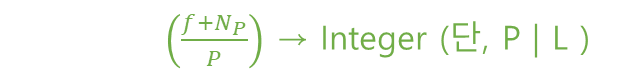 (f+N_P / P) → Integer (단, P | L )